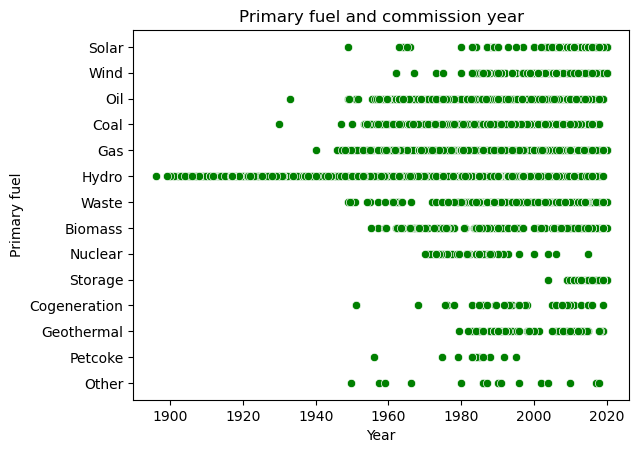 Primary fuel and commission year
Primary fuel
Solar
Wind
Oil
Coal
Gas
Hydro
Waste
Biomass
Nuclear
Storage
Cogeneration
Geothermal
Petcoke
Other
1900 1920 1940 1960 1980 2000 2020
Year